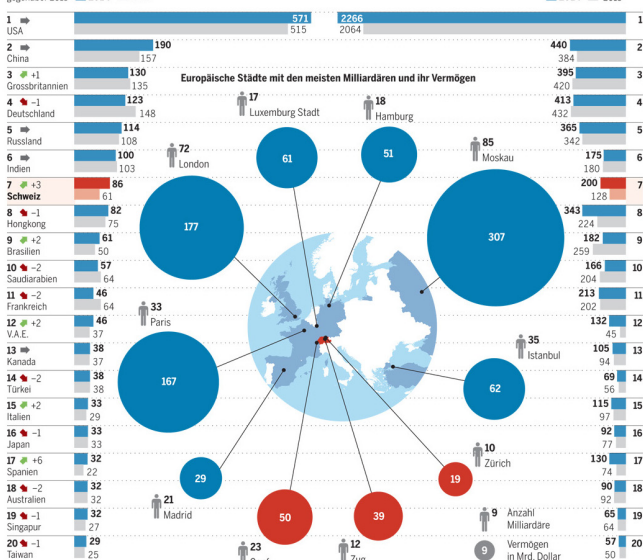 1 571 2266 1
USA 515 2064
2 190 440 2
China 157 384
3 +1 130 395 3
Grossbritannien 135 420
4 −1 123 413 4
Deutschland 148 432
5 114 365 5
Russland 108 342
6 100 175 6
Indien 103 180
7 +3 86 200 7
Schweiz 61 128
8 −1 82 343 8
Hongkong 75 224
9 +2 61 182 9
Brasilien 50 259
10 −2 57 166 10
Saudiarabien 64 204
11 −2 46 213 11
Frankreich 64 202
12 +2 46 132 12
V.A.E. 37 45
13 38 105 13
Kanada 37 94
14 −2 38 69 14
Türkei 38 56
15 +2 33 115 15
Italien 29 97
16 −1 33 92 16
Japan 33 77
17 +6 32 130 17
Spanien 22 74
18 −2 32 90 18
Australien 32 92
19 −1 32 65 19
Singapur 27 64
20 −1 29 57 20
Taiwan 25 50
Europäische Städte mit den meisten Milliardären und ihr Vermögen
17
Luxemburg Stadt
61
18
Hamburg
51
72
London
177
85
Moskau
307
33
Paris
167
35
Istanbul
62
21
Madrid
29
10
Zürich
19
23
50
12
Zug
39
9 Anzahl
Milliardäre
9 Vermögen
in Mrd. Dollar